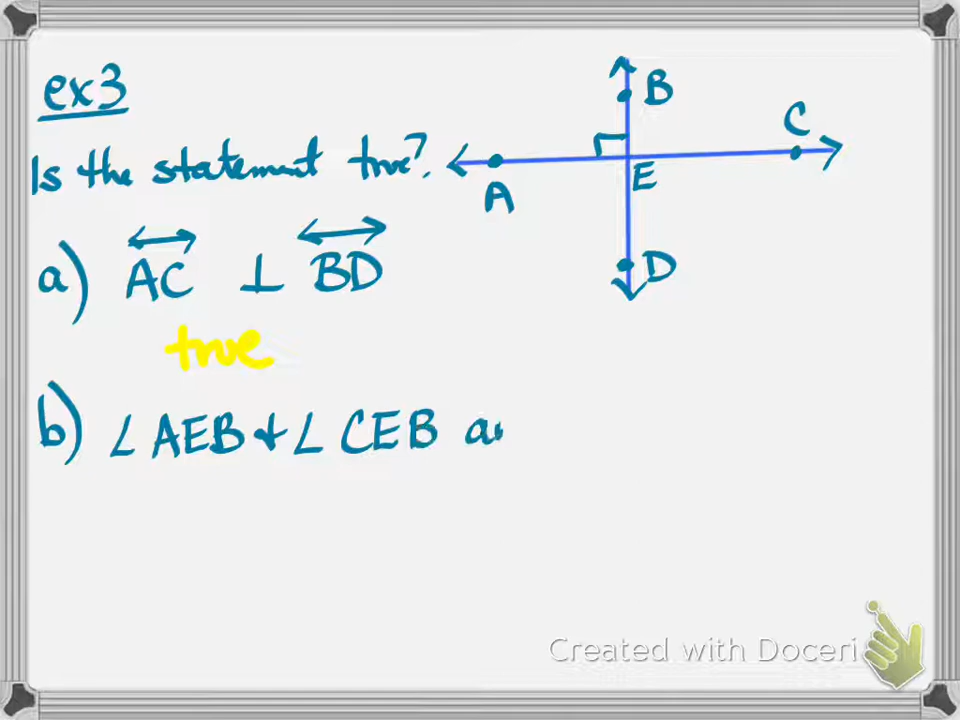 ex3
Is the statement true?
a) AC ⊥ BD
true
b) ∠ AEB + ∠ CEB
B
C
E
A
D
Created with Doceri